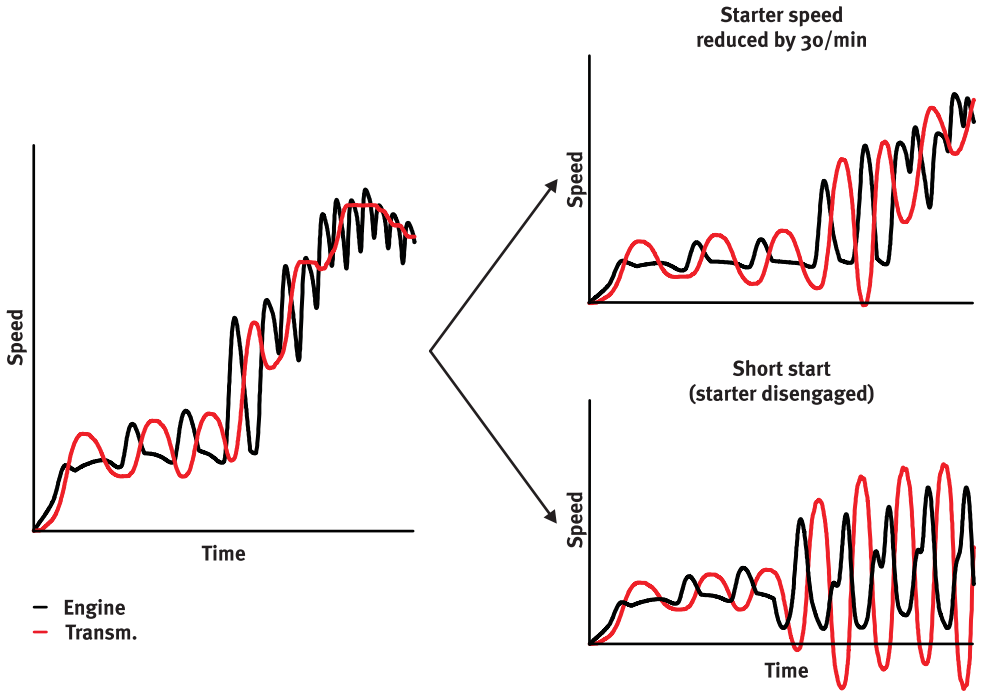 Starter speed
reduced by 30/min
Speed
Speed
Time
Engine
Transm.
Short start
(starter disengaged)
Speed
Time